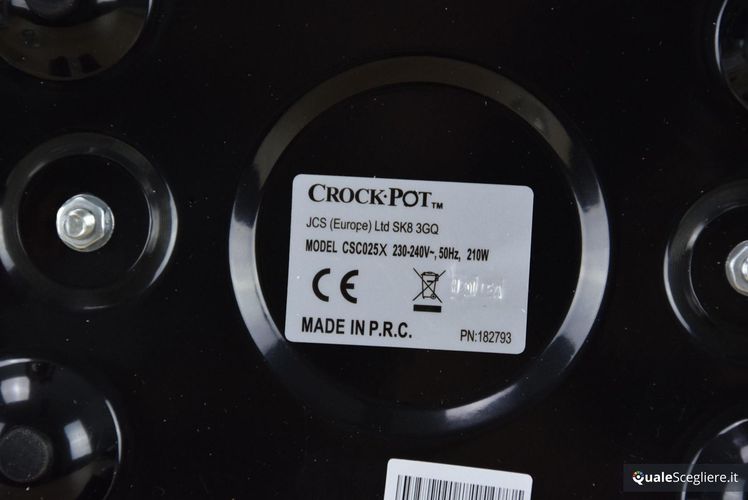 CROCK·POT™
JCS (Europe) Ltd SK8 3GQ
MODEL CSC025X 230-240V~, 50Hz, 210W
CE
MADE IN P.R.C.
PN:182793
QualeScegliere.it